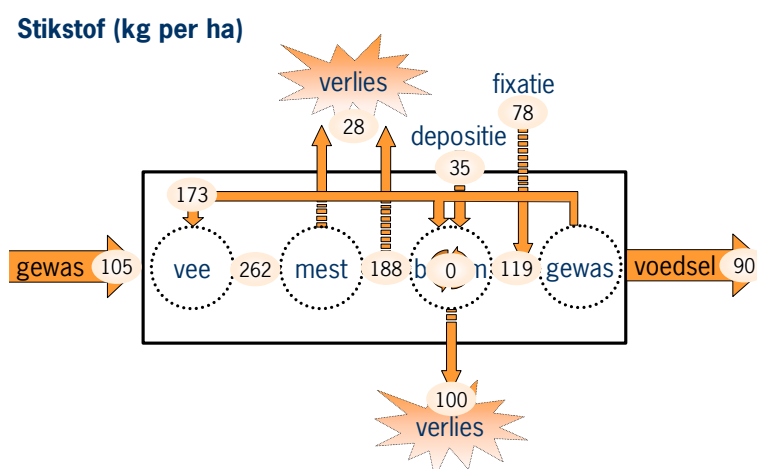 Stikstof (kg per ha)
verlies
28
fixatie
78
depositie
35
173
gewas 105
vee
262
mest
188
0
119
gewas
voedsel 90
100
verlies